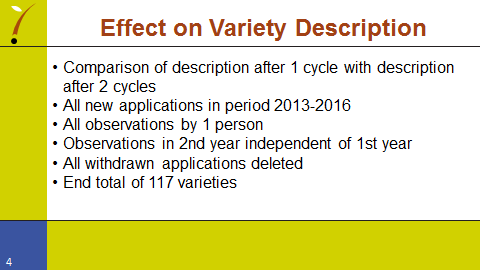 Effect on Variety Description
• Comparison of description after 1 cycle with description
after 2 cycles
• All new applications in period 2013-2016
• All observations by 1 person
• Observations in 2nd year independent of 1st year
• All withdrawn applications deleted
• End total of 117 varieties
4